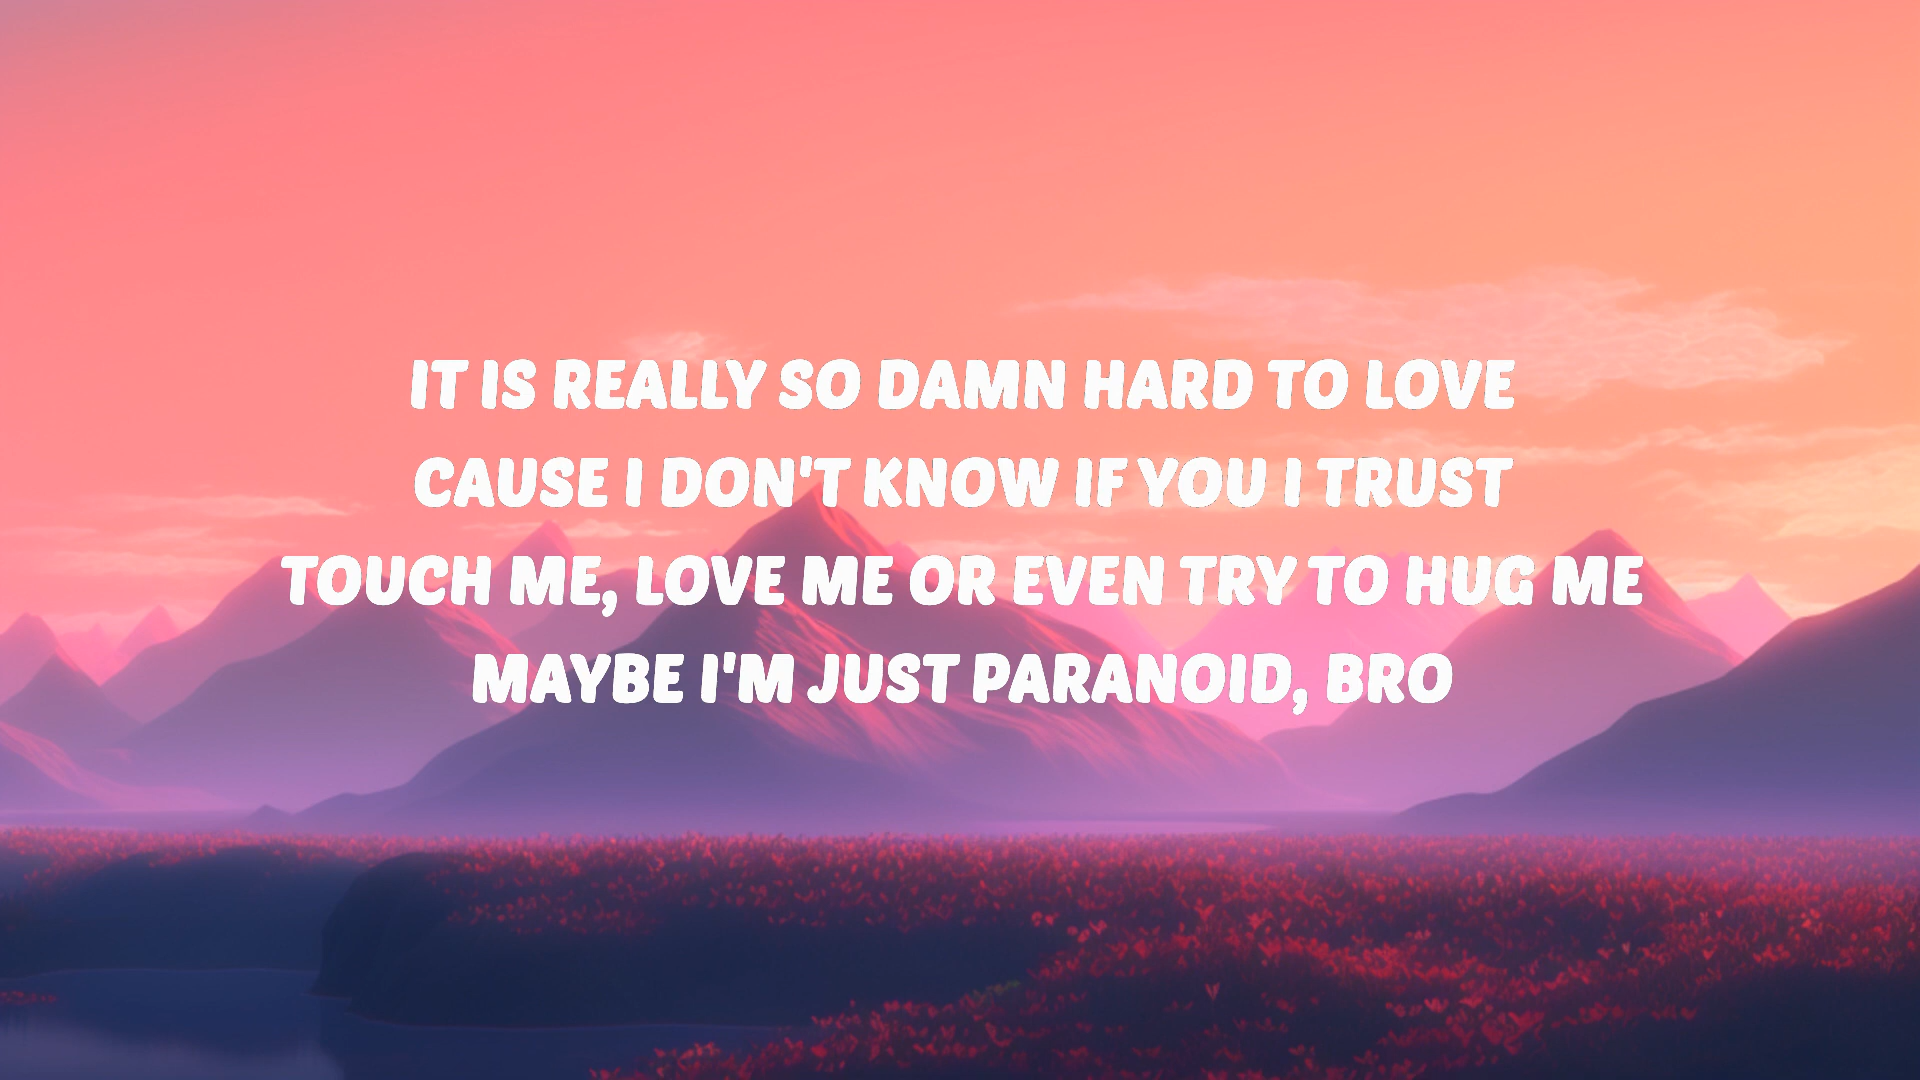 IT IS REALLY SO DAMN HARD TO LOVE
CAUSE I DON'T KNOW IF YOU I TRUST
TOUCH ME, LOVE ME OR EVEN TRY TO HUG ME
MAYBE I'M JUST PARANOID, BRO